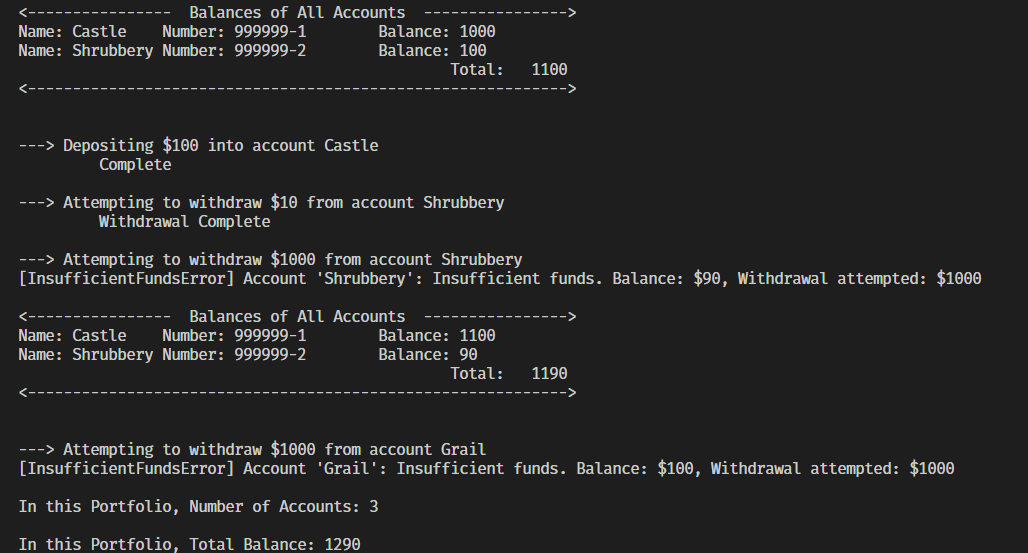 <----------------  Balances of All Accounts  ---------------->
Name: Castle    Number: 999999-1        Balance: 1000
Name: Shrubbery Number: 999999-2        Balance: 100
                                                Total:   1100
<------------------------------------------------------------>
---> Depositing $100 into account Castle
         Complete
---> Attempting to withdraw $10 from account Shrubbery
         Withdrawal Complete
---> Attempting to withdraw $1000 from account Shrubbery
[InsufficientFundsError] Account 'Shrubbery': Insufficient funds. Balance: $90, Withdrawal attempted: $1000
<----------------  Balances of All Accounts  ---------------->
Name: Castle    Number: 999999-1        Balance: 1100
Name: Shrubbery Number: 999999-2        Balance: 90
                                                Total:   1190
<------------------------------------------------------------>
---> Attempting to withdraw $1000 from account Grail
[InsufficientFundsError] Account 'Grail': Insufficient funds. Balance: $100, Withdrawal attempted: $1000
In this Portfolio, Number of Accounts: 3
In this Portfolio, Total Balance: 1290